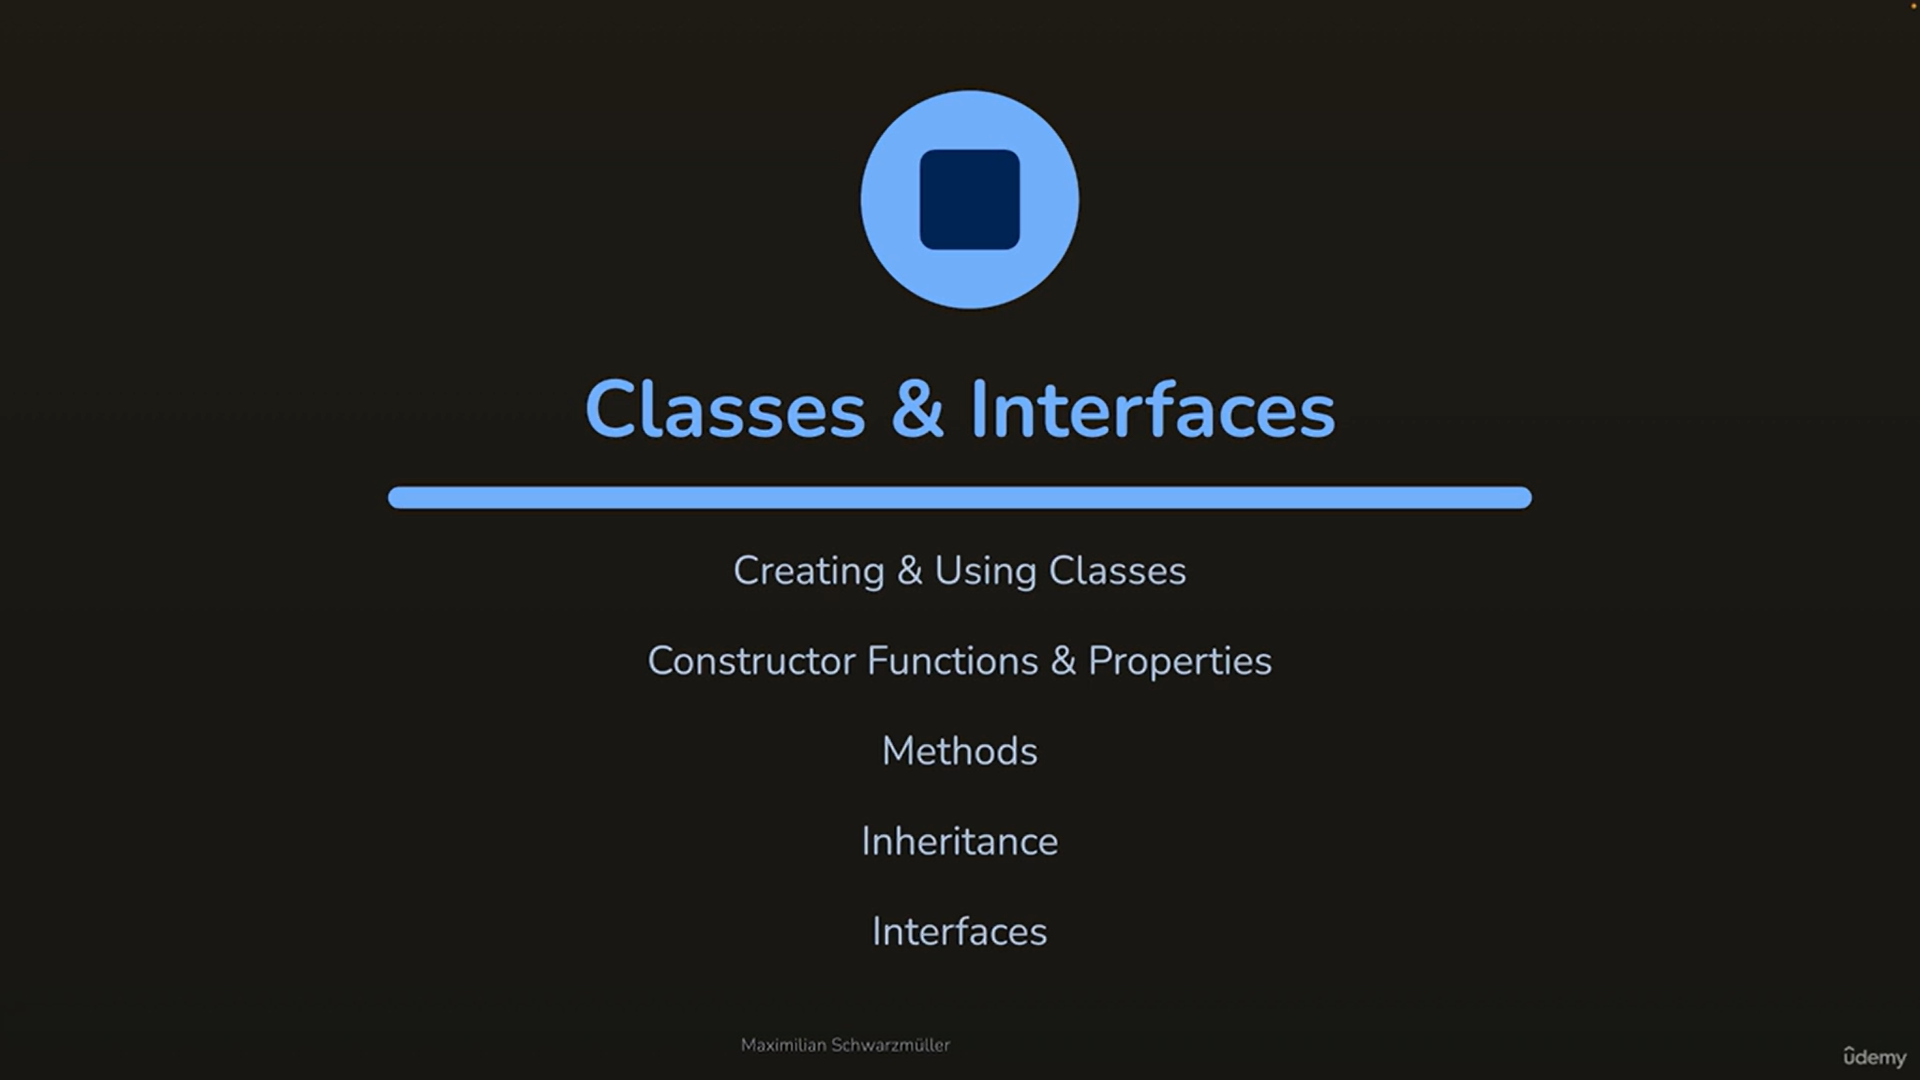 Classes & Interfaces
Creating & Using Classes
Constructor Functions & Properties
Methods
Inheritance
Interfaces
Maximilian Schwarzmüller
ûdemy